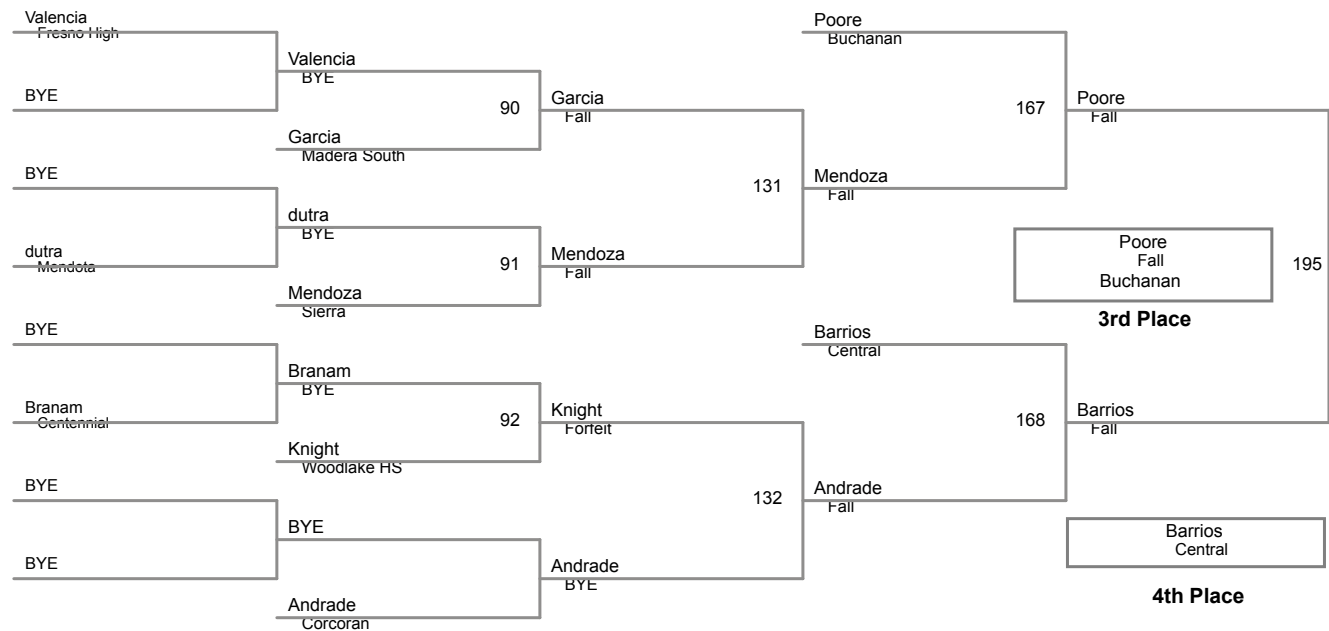 Valencia
Fresno High
BYE
BYE
dutra
Mendota
BYE
Branam
Centennial
BYE
BYE
Valencia
BYE
90
Garcia
Madera South
dutra
BYE
91
Mendoza
Sierra
Branam
BYE
92
Knight
Woodlake HS
BYE
Andrade
Corcoran
Garcia
Fall
131
Mendoza
Fall
Knight
Forfeit
132
Andrade
BYE
Poore
Buchanan
167
Mendoza
Fall
Barrios
Central
168
Andrade
Fall
Poore
Fall
Poore
Fall
Buchanan
195
3rd Place
Barrios
Fall
Barrios
Central
4th Place